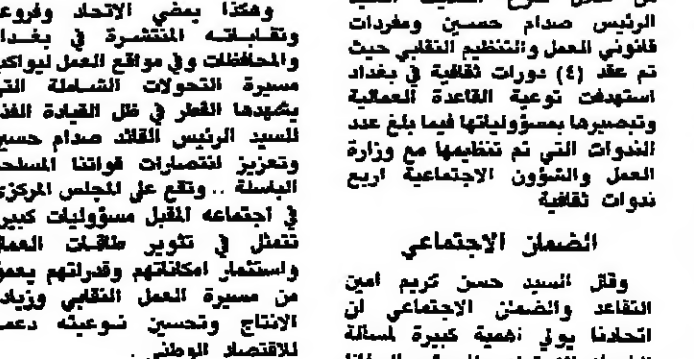 الرئيس صدام حسين ومفردات
قانوني العمل والتنظيم النقابي حيث
تم عقد (٤) دورات ثقافية في بغداد
استهدفت توعية القاعدة العمالية
وتبصيرها بمسؤولياتها فيما بلغ عدد
الندوات التي تم تنظيمها مع وزارة
العمل والشؤون الاجتماعية اربع
ندوات ثقافية
الضمان الاجتماعي
وقال السيد حسن كريم امين
التقاعد والضمان الاجتماعي ان
اتحادنا يولي اهمية كبيرة لمسألة
وهكذا يمضي الاتحاد وفروعه
ونقاباته المنتشرة في بغداد
والمحافظات وفي مواقع العمل ليواكب
مسيرة التحولات الشاملة التي
يشهدها القطر في ظل القيادة الفذة
للسيد الرئيس القائد صدام حسين
وتعزيز انتصارات قواتنا المسلحة
الباسلة .. وتقع على المجلس المركزي
في اجتماعه المقبل مسؤوليات كبيرة
تتمثل في تثوير طاقات العمال
واستثمار امكاناتهم وقدراتهم يعمق
من مسيرة العمل النقابي وزيادة
الانتاج وتحسين نوعيته دعما
للاقتصاد الوطني .